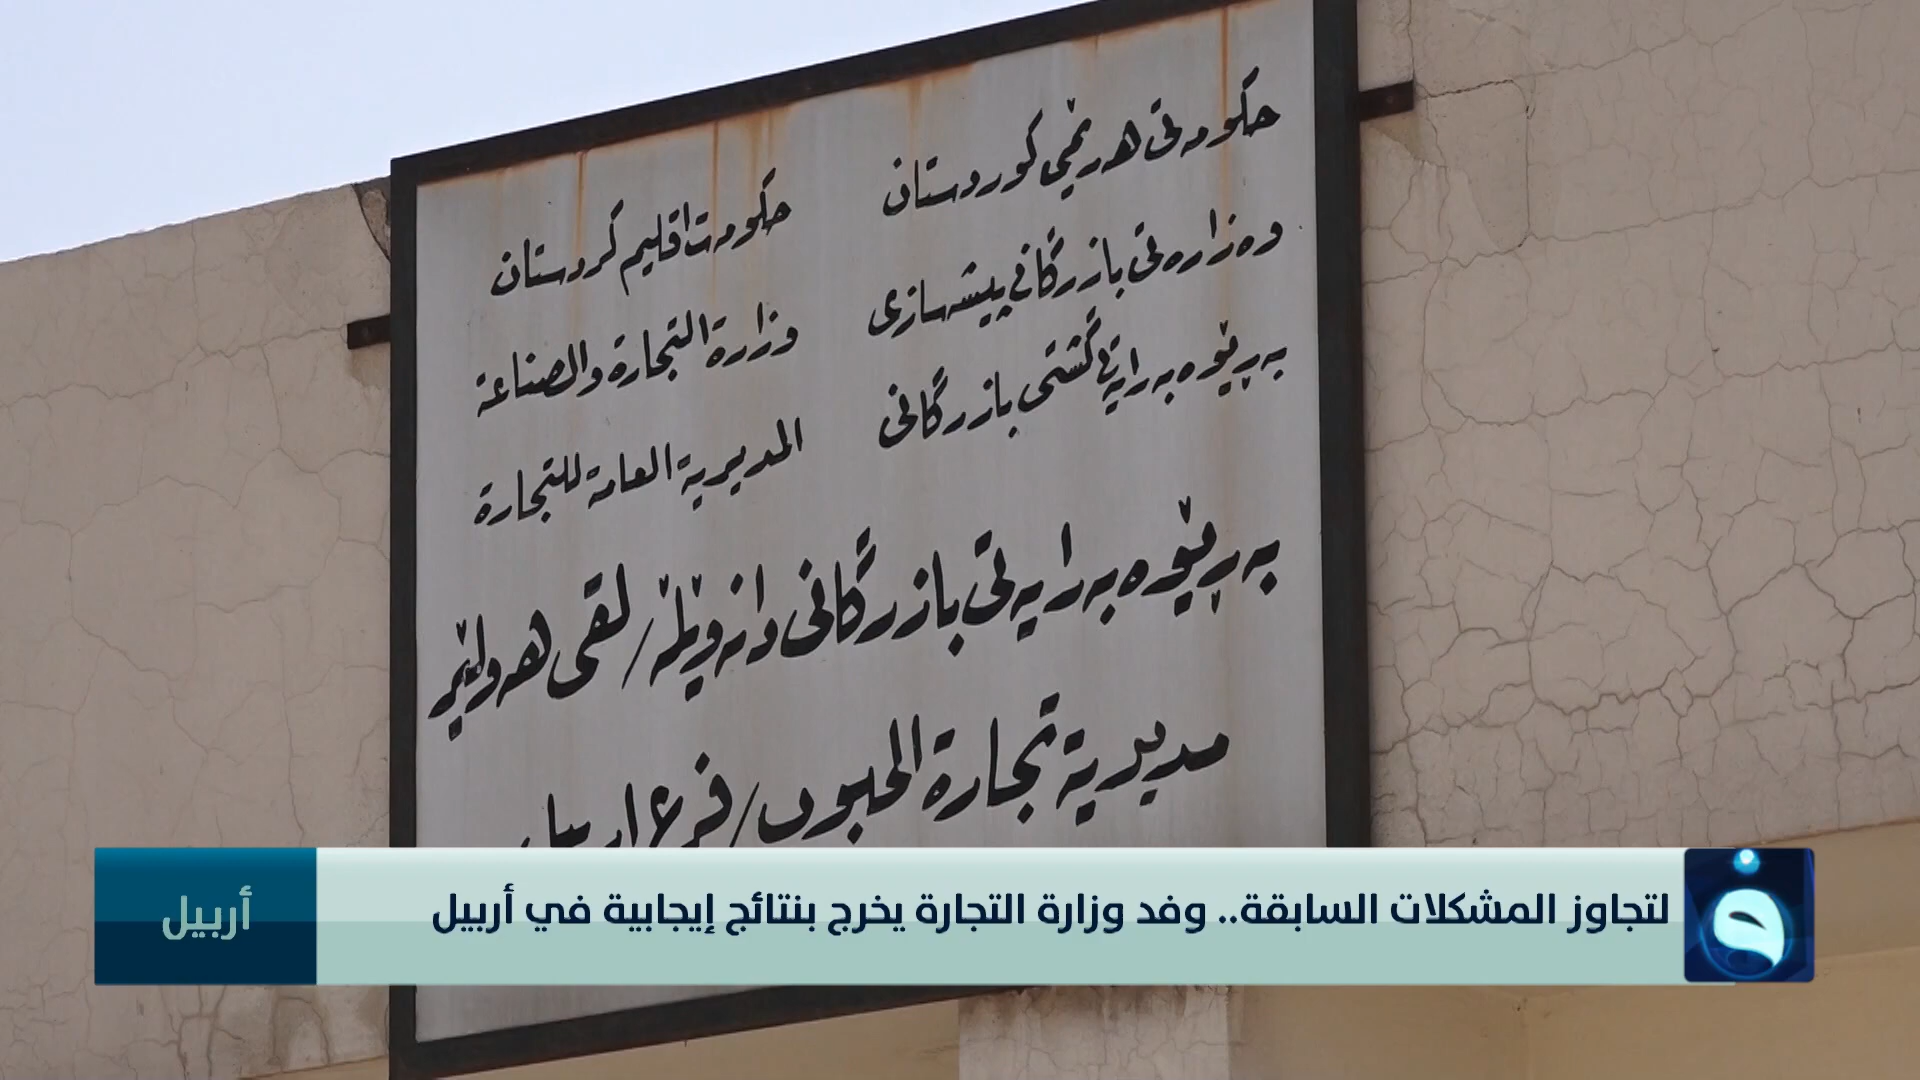 حكومەتی هەرێمی كوردستان
وەزارەتی بازرگانی پیشەسازی
بەڕێوەبەرایەتی گشتی بازرگانی
حكومة اقليم كردستان
وزارة التجارة والصناعة
المديرية العامة للتجارة
بەڕێوەبەرایەتی بازرگانی دانەوێڵە/لقی هەولێر
مديرية تجارة الحبوب/فرع اربيل
لتجاوز المشكلات السابقة.. وفد وزارة التجارة يخرج بنتائج إيجابية في أربيل
أربيل